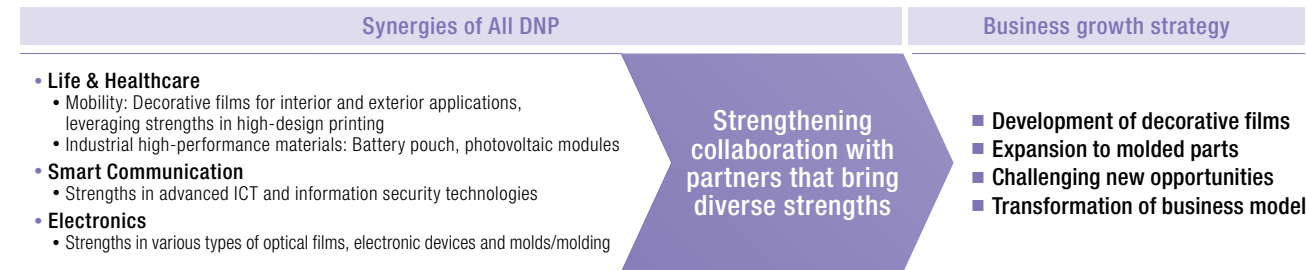 Synergies of All DNP
Business growth strategy
• Life & Healthcare
• Mobility: Decorative films for interior and exterior applications,
leveraging strengths in high-design printing
• Industrial high-performance materials: Battery pouch, photovoltaic modules
• Smart Communication
• Strengths in advanced ICT and information security technologies
• Electronics
• Strengths in various types of optical films, electronic devices and molds/molding
Strengthening
collaboration with
partners that bring
diverse strengths
■ Development of decorative films
■ Expansion to molded parts
■ Challenging new opportunities
■ Transformation of business model